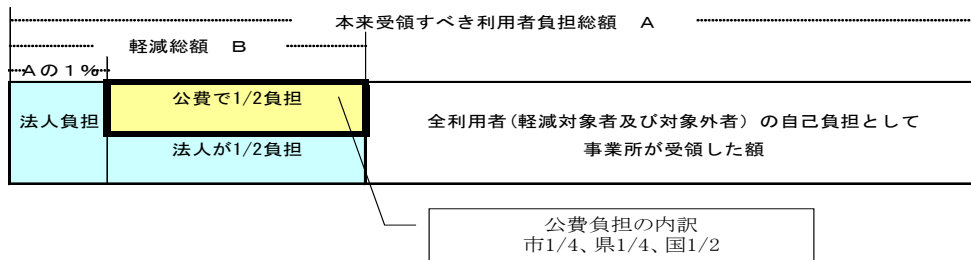 本来受領すべき利用者負担総額　A
軽減総額　B
Aの１%
法人負担
公費で1/2負担
法人が1/2負担
全利用者(軽減対象者及び対象外者）の自己負担として
事業所が受領した額
公費負担の内訳
市1/4、県1/4、国1/2